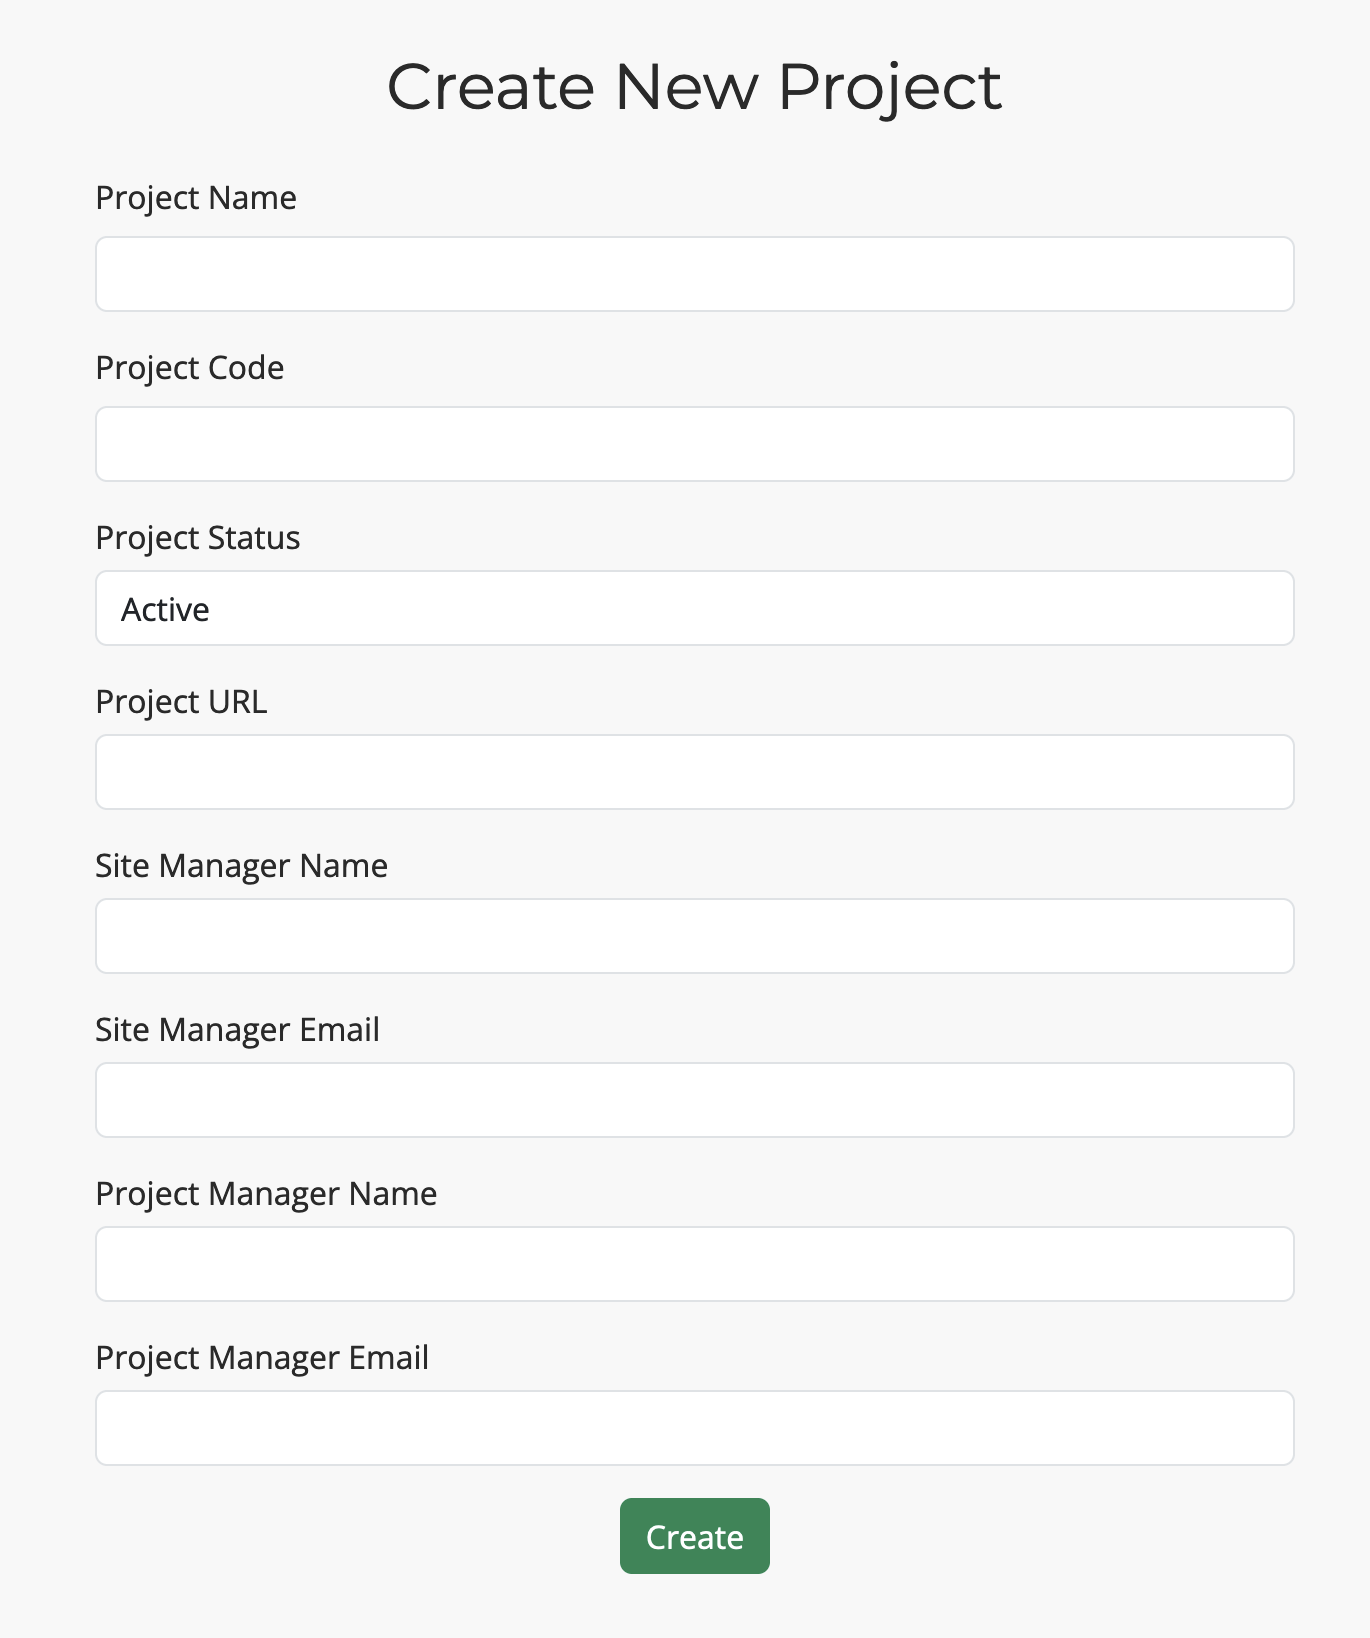 Create New Project
Project Name
Project Code
Project Status
Active
Project URL
Site Manager Name
Site Manager Email
Project Manager Name
Project Manager Email
Create